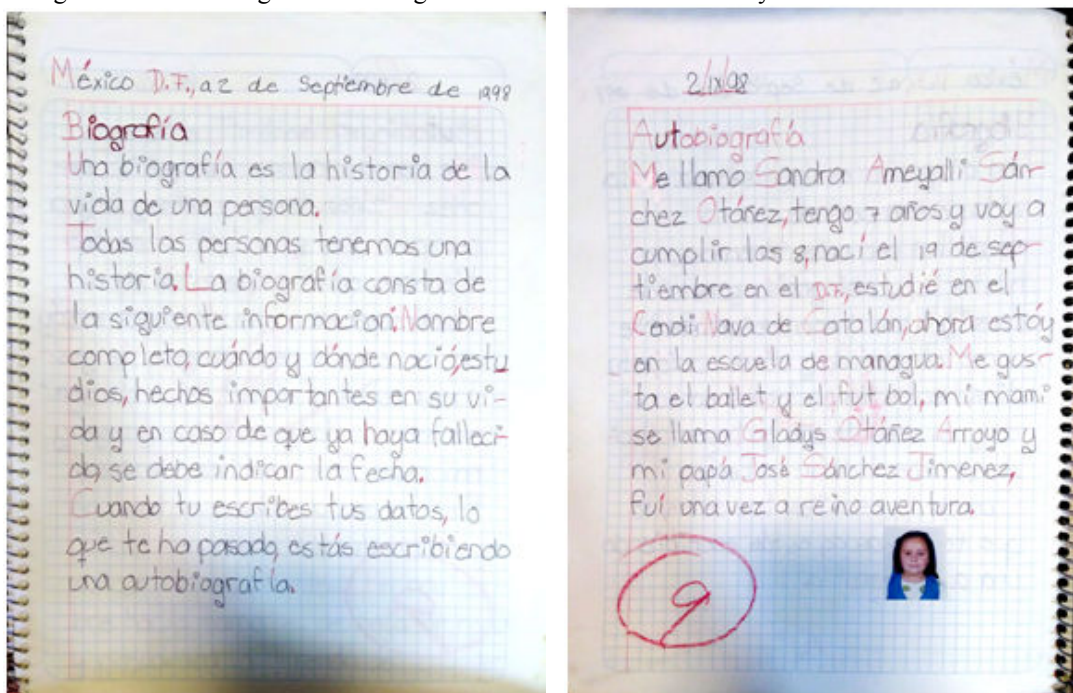 México D.F., a 2 de Septiembre de 1998
Biografía
Una biografía es la historia de la
vida de una persona.
Todas las personas tenemos una
historia. La biografía consta de
la siguiente informacion: Nombre
completo, cuándo y dónde nació, estu
dios, hechos importantes en su vi-
da y en caso de que ya haya falleci-
do, se debe indicar la fecha.
Cuando tu escribes tus datos, lo
que te ha pasado, estás escribiendo
una autobiografía.
2/IX/98
Autobiografía
Me llamo Sandra Ameyalli Sán-
chez Otáñez, tengo 7 años y voy a
cumplir los 8, nací el 19 de sep-
tiembre en el D.F., estudié en el
Cendi Nava de Catalán, ahora estoy
en la escuela de managua. Me gus-
ta el ballet y el fut bol, mi mami
se llama Gladys Otáñez Arroyo y
mi papá José Sánchez Jimenez,
fui una vez a reino aventura.
9